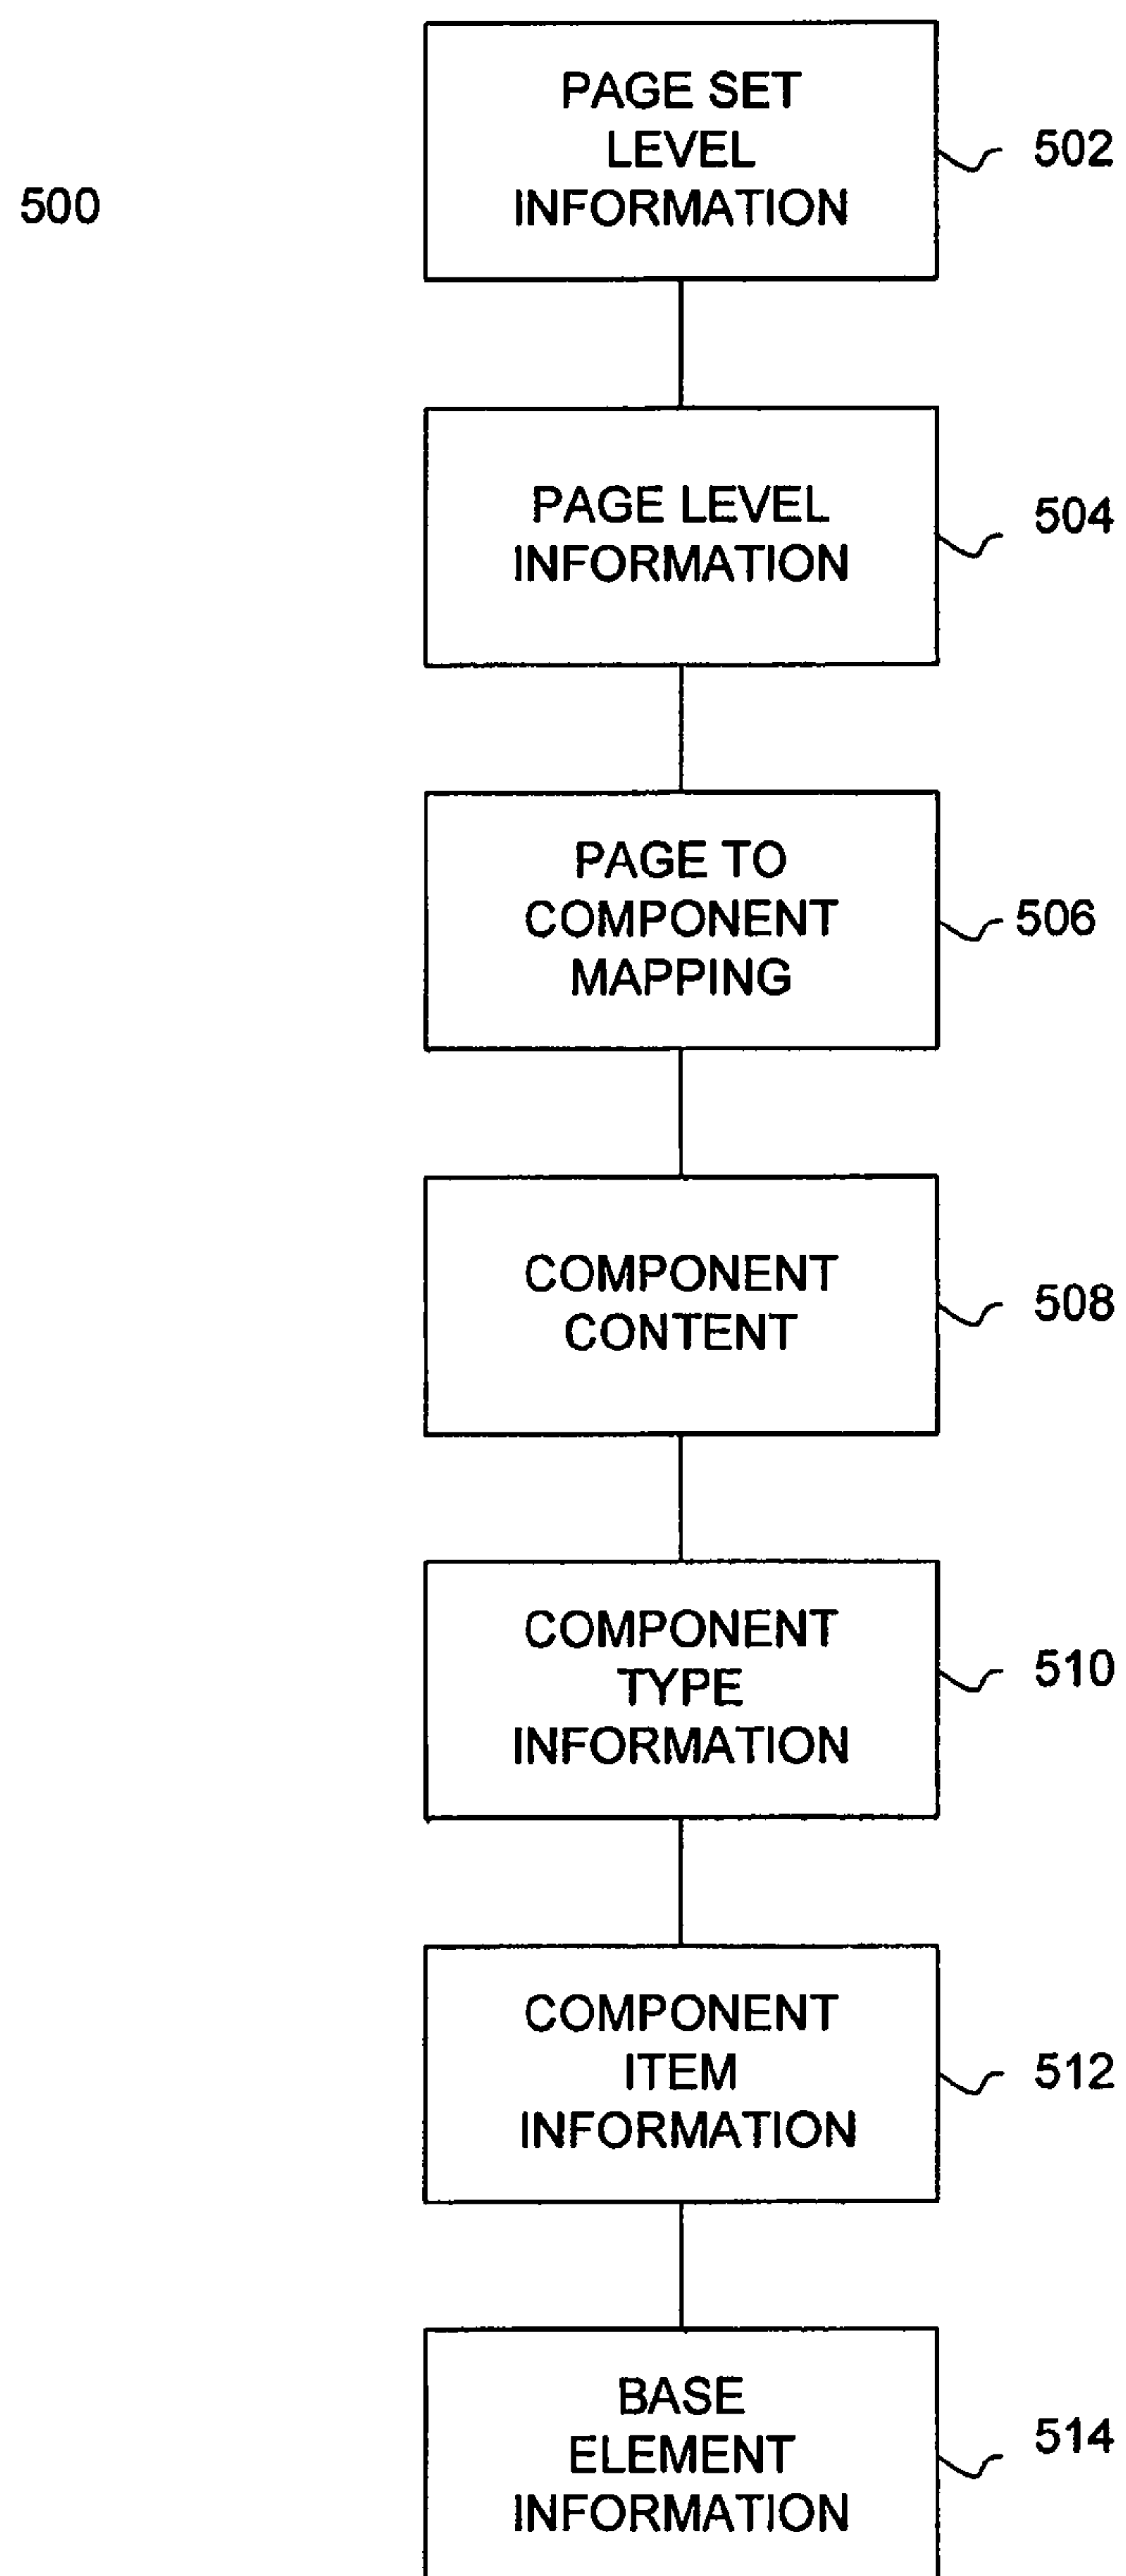 500
PAGE SET
LEVEL
INFORMATION
502
PAGE LEVEL
INFORMATION
504
PAGE TO
COMPONENT
MAPPING
506
COMPONENT
CONTENT
508
COMPONENT
TYPE
INFORMATION
510
COMPONENT
ITEM
INFORMATION
512
BASE
ELEMENT
INFORMATION
514